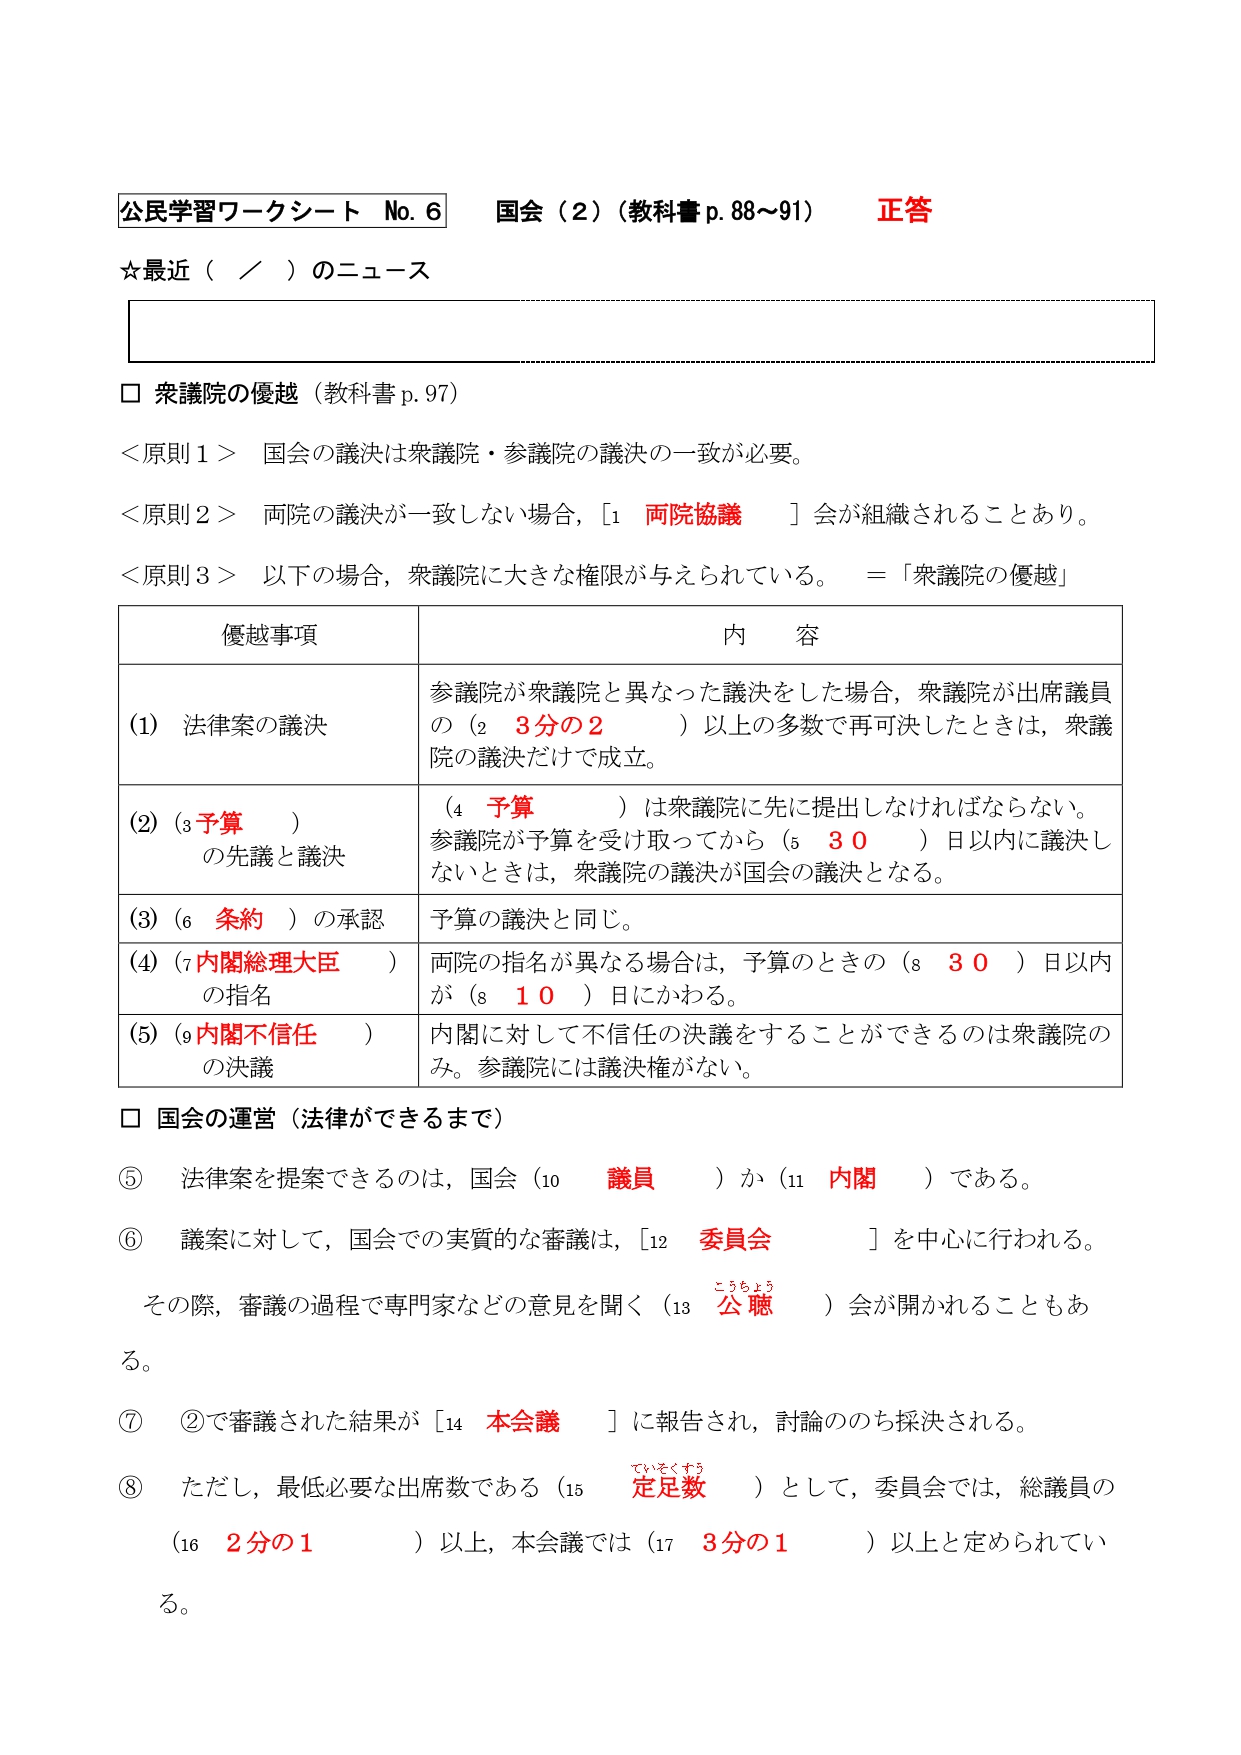 公民学習ワークシート　No.６　　国会（２）（教科書p.88～91）　　正答
☆最近（　／　）のニュース
□ 衆議院の優越（教科書p.97）
＜原則１＞　国会の議決は衆議院・参議院の議決の一致が必要。
＜原則２＞　両院の議決が一致しない場合，［1　両院協議　　］会が組織されることあり。
＜原則３＞　以下の場合，衆議院に大きな権限が与えられている。　＝「衆議院の優越」
優越事項　　内　　容
(1)　法律案の議決
参議院が衆議院と異なった議決をした場合，衆議院が出席議員
の（2　３分の２　　　）以上の多数で再可決したときは，衆議
院の議決だけで成立。
(2)（3 予算　　）
の先議と議決
（4　予算　　　）は衆議院に先に提出しなければならない。
参議院が予算を受け取ってから（5　３０　　）日以内に議決し
ないときは，衆議院の議決が国会の議決となる。
(3)（6　条約　）の承認
予算の議決と同じ。
(4)（7 内閣総理大臣　　）
の指名
両院の指名が異なる場合は，予算のときの（8　３０　）日以内
が（8　１０　）日にかわる。
(5)（9 内閣不信任　　）
の決議
内閣に対して不信任の決議をすることができるのは衆議院の
み。参議院には議決権がない。
□ 国会の運営（法律ができるまで）
⑤　法律案を提案できるのは，国会（10　　議員　　）か（11　内閣　　）である。
⑥　議案に対して，国会での実質的な審議は，［12　委員会　　　　］を中心に行われる。
こうちょう
その際，審議の過程で専門家などの意見を聞く（13　公聴　　）会が開かれることもあ
る。
⑦　②で審議された結果が［14　本会議　　］に報告され，討論ののち採決される。
ていそくすう
⑧　ただし，最低必要な出席数である（15　　定足数　　）として，委員会では，総議員の
（16　２分の１　　　　）以上，本会議では（17　３分の１　　　）以上と定められてい
る。